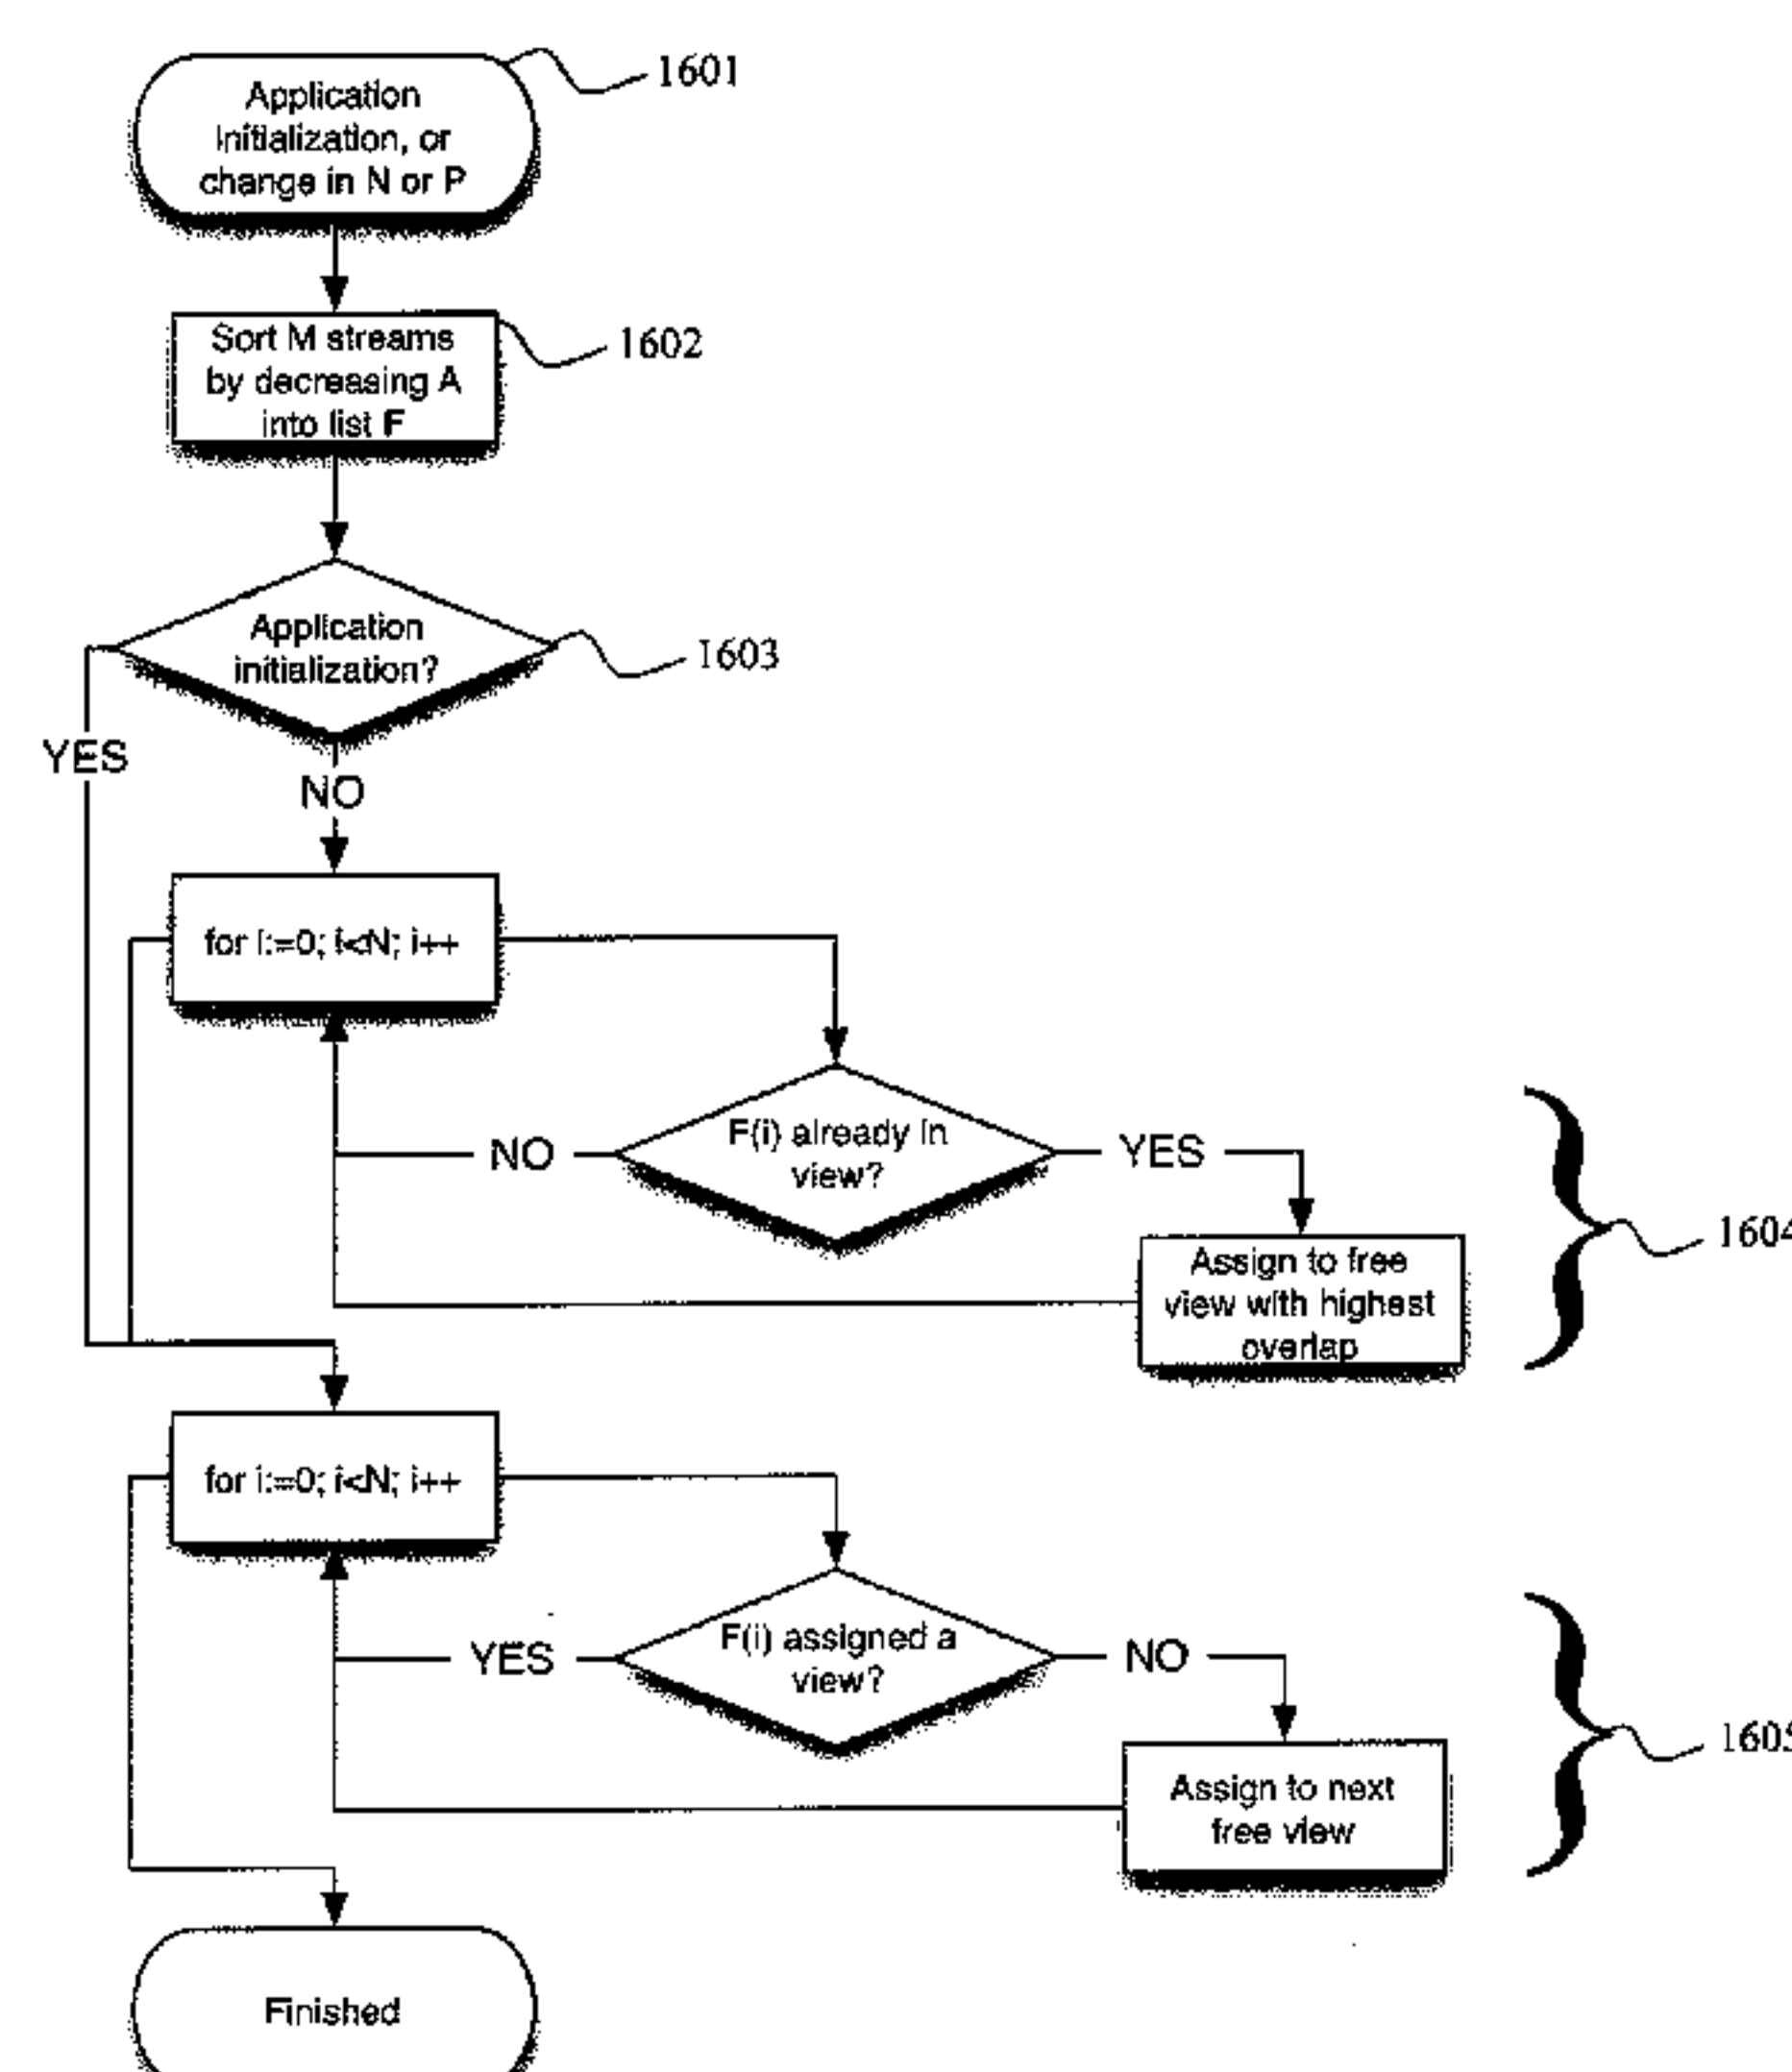 Application
Initialization, or
change in N or P
1601
Sort M streams
by decreasing A
into list F
1602
Application
initialization?
1603
YES
NO
for i:=0; i<N; i++
F(i) already in
view?
NO
YES
Assign to free
view with highest
overlap
1604
for i:=0; i<N; i++
F(i) assigned a
view?
YES
NO
Assign to next
free view
1605
Finished